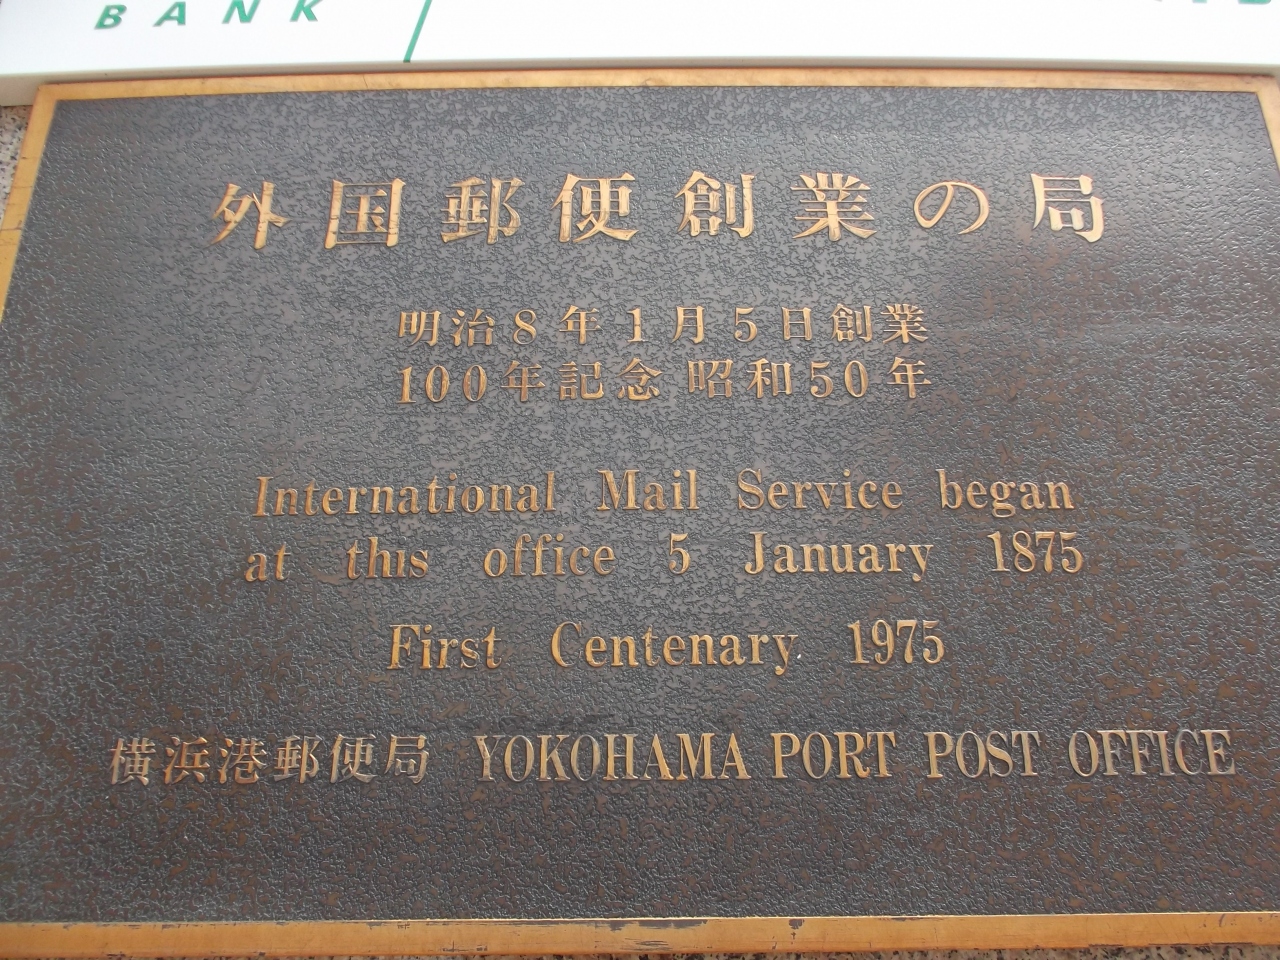 BANK
外国郵便創業の局
明治8年1月5日創業
100年記念 昭和50年
International Mail Service began
at this office 5 January 1875
First Centenary 1975
横浜港郵便局 YOKOHAMA PORT POST OFFICE